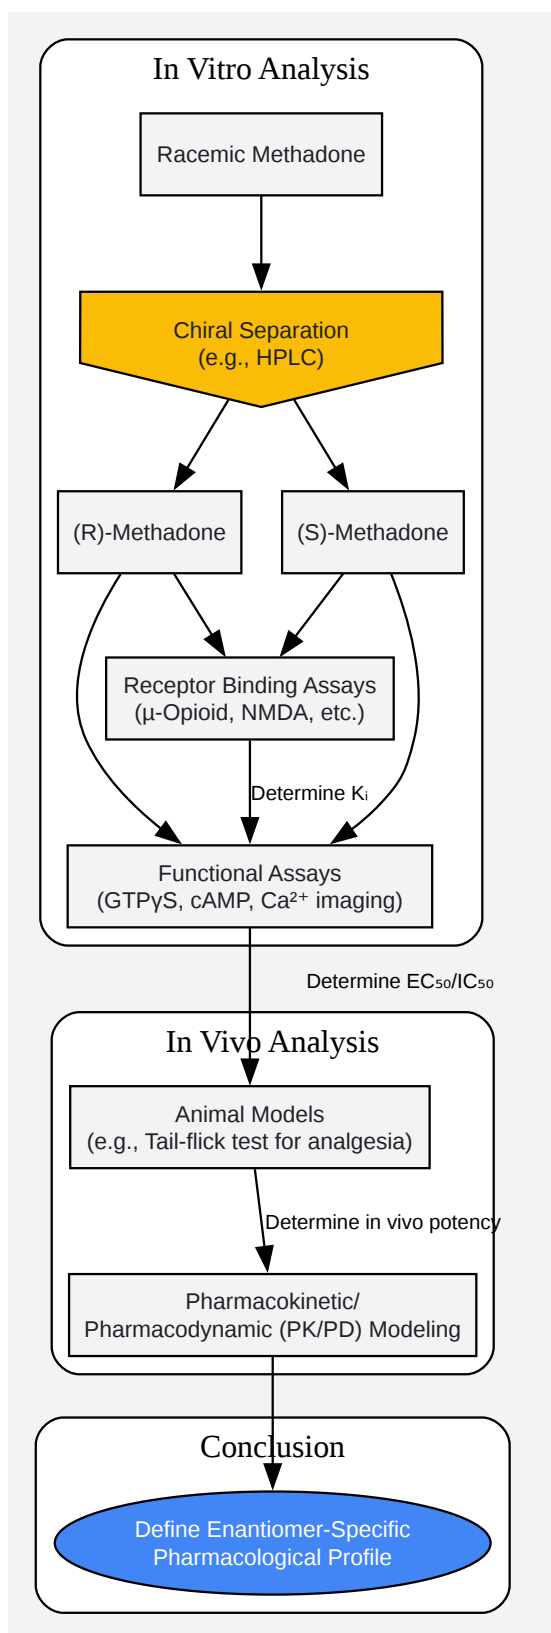 In Vitro Analysis
Racemic Methadone
Chiral Separation
(e.g., HPLC)
(R)-Methadone
(S)-Methadone
Receptor Binding Assays
(μ-Opioid, NMDA, etc.)
Determine Kᵢ
Functional Assays
(GTPγS, cAMP, Ca²⁺ imaging)
Determine EC₅₀/IC₅₀
In Vivo Analysis
Animal Models
(e.g., Tail-flick test for analgesia)
Determine in vivo potency
Pharmacokinetic/
Pharmacodynamic (PK/PD) Modeling
Conclusion
Define Enantiomer-Specific
Pharmacological Profile